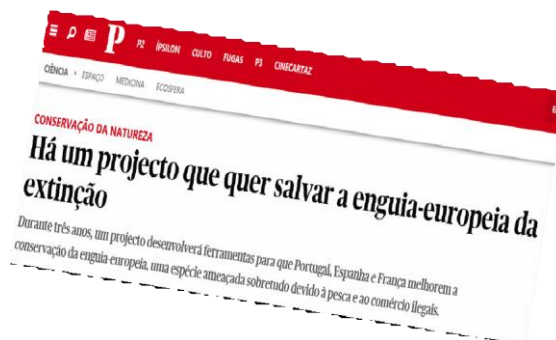 P P2 ÍPSILON CULTO FUGAS P3 CINECARTAZ
CIÊNCIA › ESPAÇO MEDICINA ECOSFERA
CONSERVAÇÃO DA NATUREZA
Há um projecto que quer salvar a enguia-europeia da
extinção
Durante três anos, um projecto desenvolverá ferramentas para que Portugal, Espanha e França melhorem a
conservação da enguia-europeia, uma espécie ameaçada sobretudo devido à pesca e ao comércio ilegais.